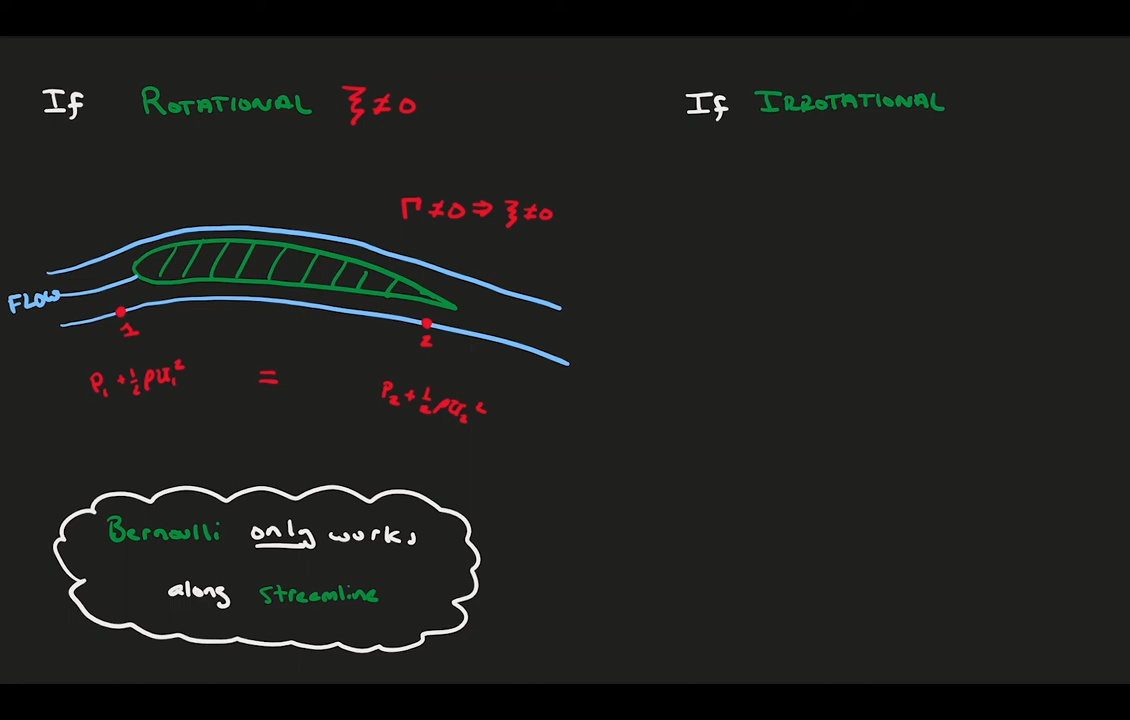 If ROTATIONAL ξ≠0
If IRROTATIONAL
Γ≠0 ⇒ ξ≠0
FLOW
1
2
P₁ + ½ρU₁² = P₂ + ½ρU₂²
Bernoulli only works
along streamline